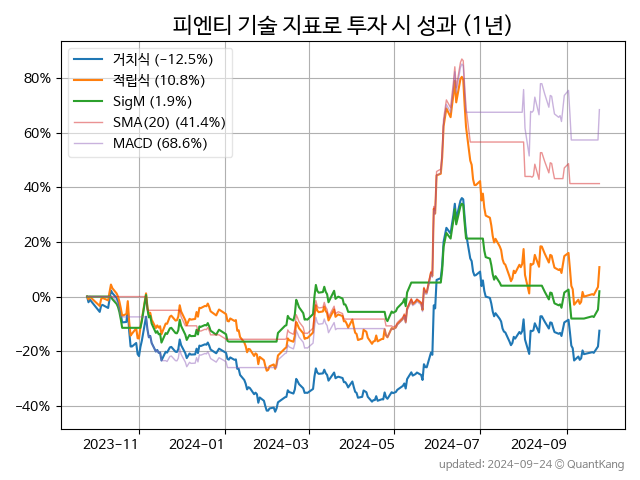 피엔티 기술 지표로 투자 시 성과 (1년)
거치식 (−12.5%)
적립식 (10.8%)
SigM (1.9%)
SMA(20) (41.4%)
MACD (68.6%)
80%
60%
40%
20%
0%
−20%
−40%
2023-11
2024-01
2024-03
2024-05
2024-07
2024-09
updated: 2024-09-24 © QuantKang